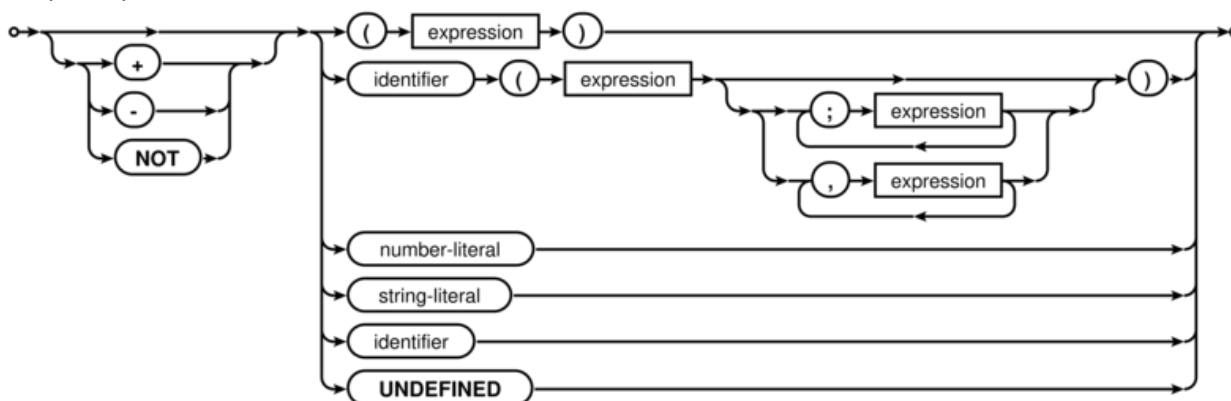 ( expression )
+ identifier ( expression )
; expression
-
NOT
, expression
number-literal
string-literal
identifier
UNDEFINED